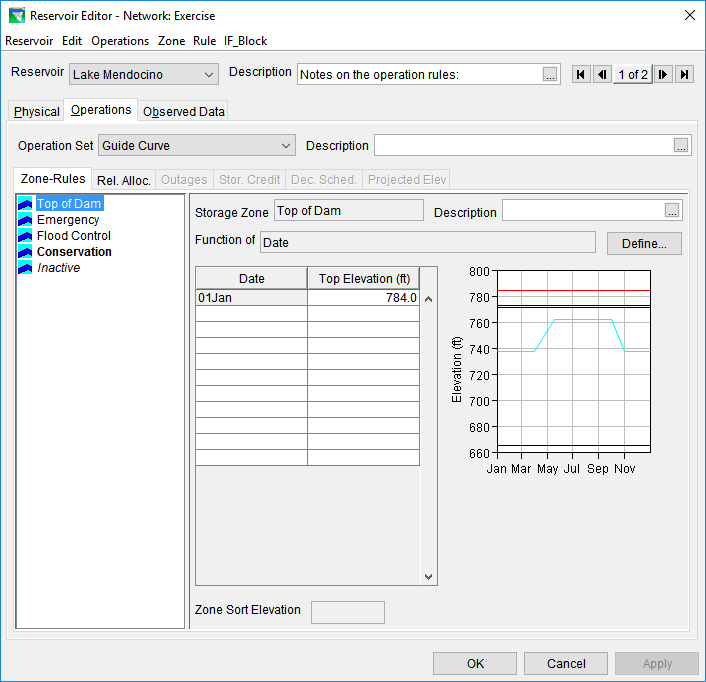 Reservoir Editor - Network: Exercise
Reservoir Edit Operations Zone Rule IF_Block
Reservoir Lake Mendocino Description Notes on the operation rules: ... 1 of 2
Physical Operations Observed Data
Operation Set Guide Curve Description ...
Zone-Rules Rel. Alloc. Outages Stor. Credit Dec. Sched. Projected Elev
Top of Dam
Emergency
Flood Control
Conservation
Inactive
Storage Zone Top of Dam Description ...
Function of Date Define...
Date Top Elevation (ft)
01Jan 784.0
800
780
760
740
720
700
680
660
Elevation (ft)
Jan Mar May Jul Sep Nov
Zone Sort Elevation
OK Cancel Apply